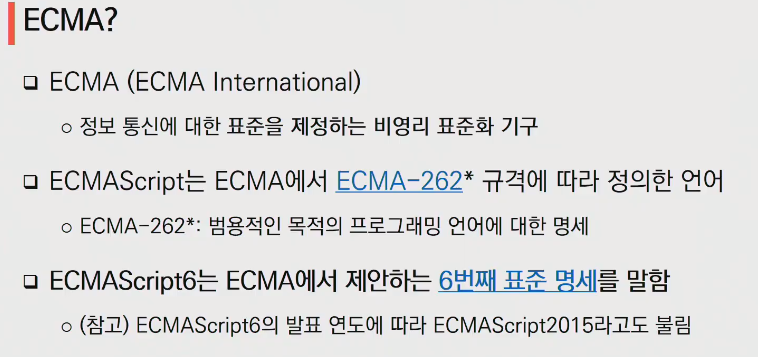 ECMA?
❑ ECMA (ECMA International)
○ 정보 통신에 대한 표준을 제정하는 비영리 표준화 기구
❑ ECMAScript는 ECMA에서 ECMA-262* 규격에 따라 정의한 언어
○ ECMA-262*: 범용적인 목적의 프로그래밍 언어에 대한 명세
❑ ECMAScript6는 ECMA에서 제안하는 6번째 표준 명세를 말함
○ (참고) ECMAScript6의 발표 연도에 따라 ECMAScript2015라고도 불림